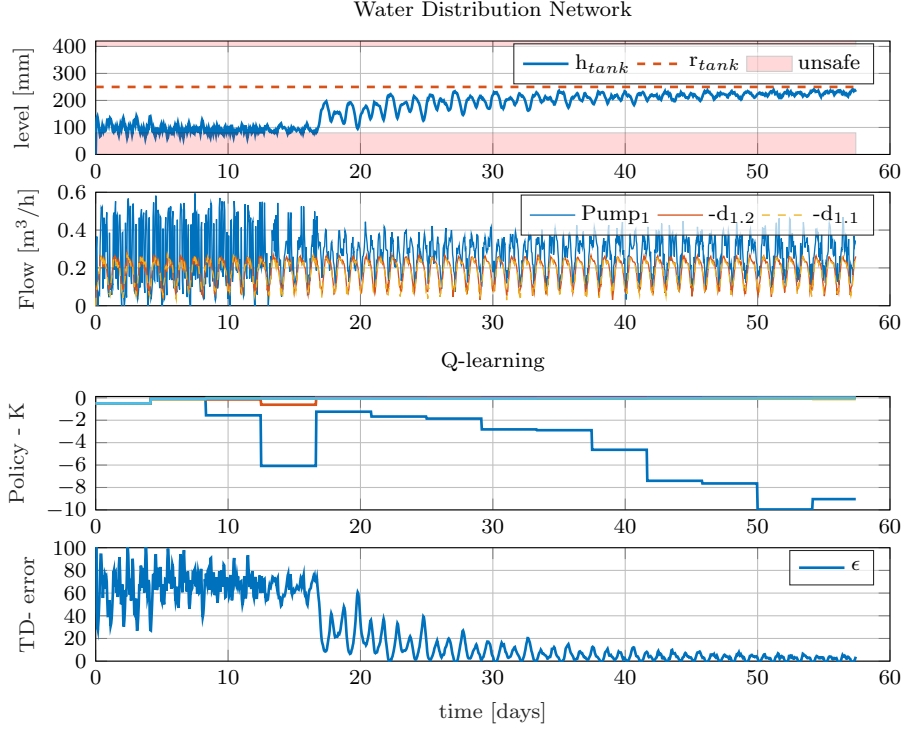 Water Distribution Network
level [mm]
400
300
200
100
0
h_tank r_tank unsafe
0 10 20 30 40 50 60
Flow [m³/h]
0.6
0.4
0.2
0
Pump₁ -d₁.₂ -d₁.₁
0 10 20 30 40 50 60
Q-learning
Policy - K
0
−2
−4
−6
−8
−10
0 10 20 30 40 50 60
TD- error
100
80
60
40
20
0
ϵ
0 10 20 30 40 50 60
time [days]